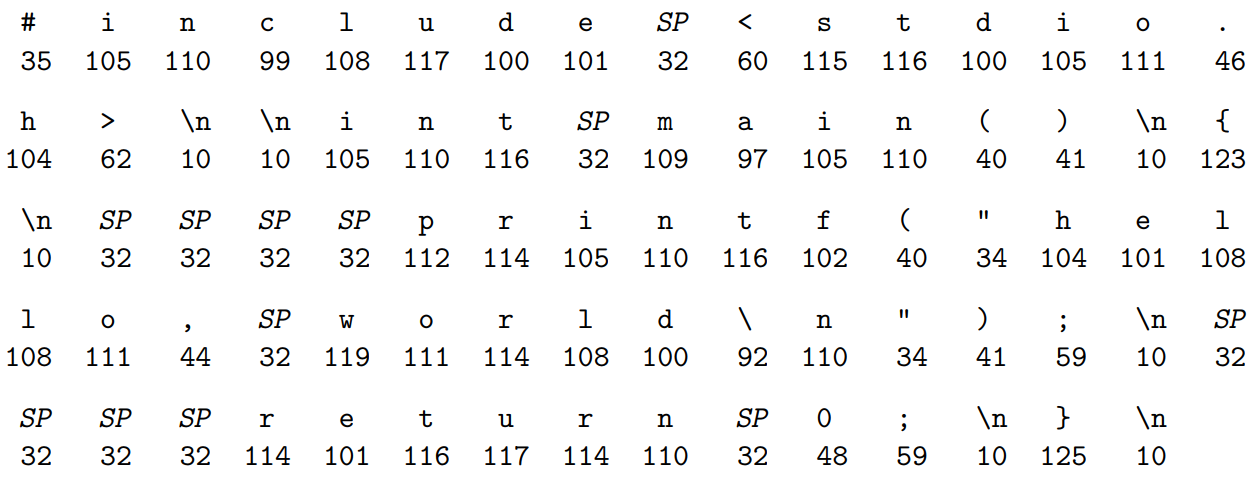 # i n c l u d e SP < s t d i o .
35 105 110 99 108 117 100 101 32 60 115 116 100 105 111 46
h > \n \n i n t SP m a i n ( ) \n {
104 62 10 10 105 110 116 32 109 97 105 110 40 41 10 123
\n SP SP SP SP p r i n t f ( " h e l
10 32 32 32 32 112 114 105 110 116 102 40 34 104 101 108
l o , SP w o r l d \ n " ) ; \n SP
108 111 44 32 119 111 114 108 100 92 110 34 41 59 10 32
SP SP SP r e t u r n SP 0 ; \n } \n
32 32 32 114 101 116 117 114 110 32 48 59 10 125 10